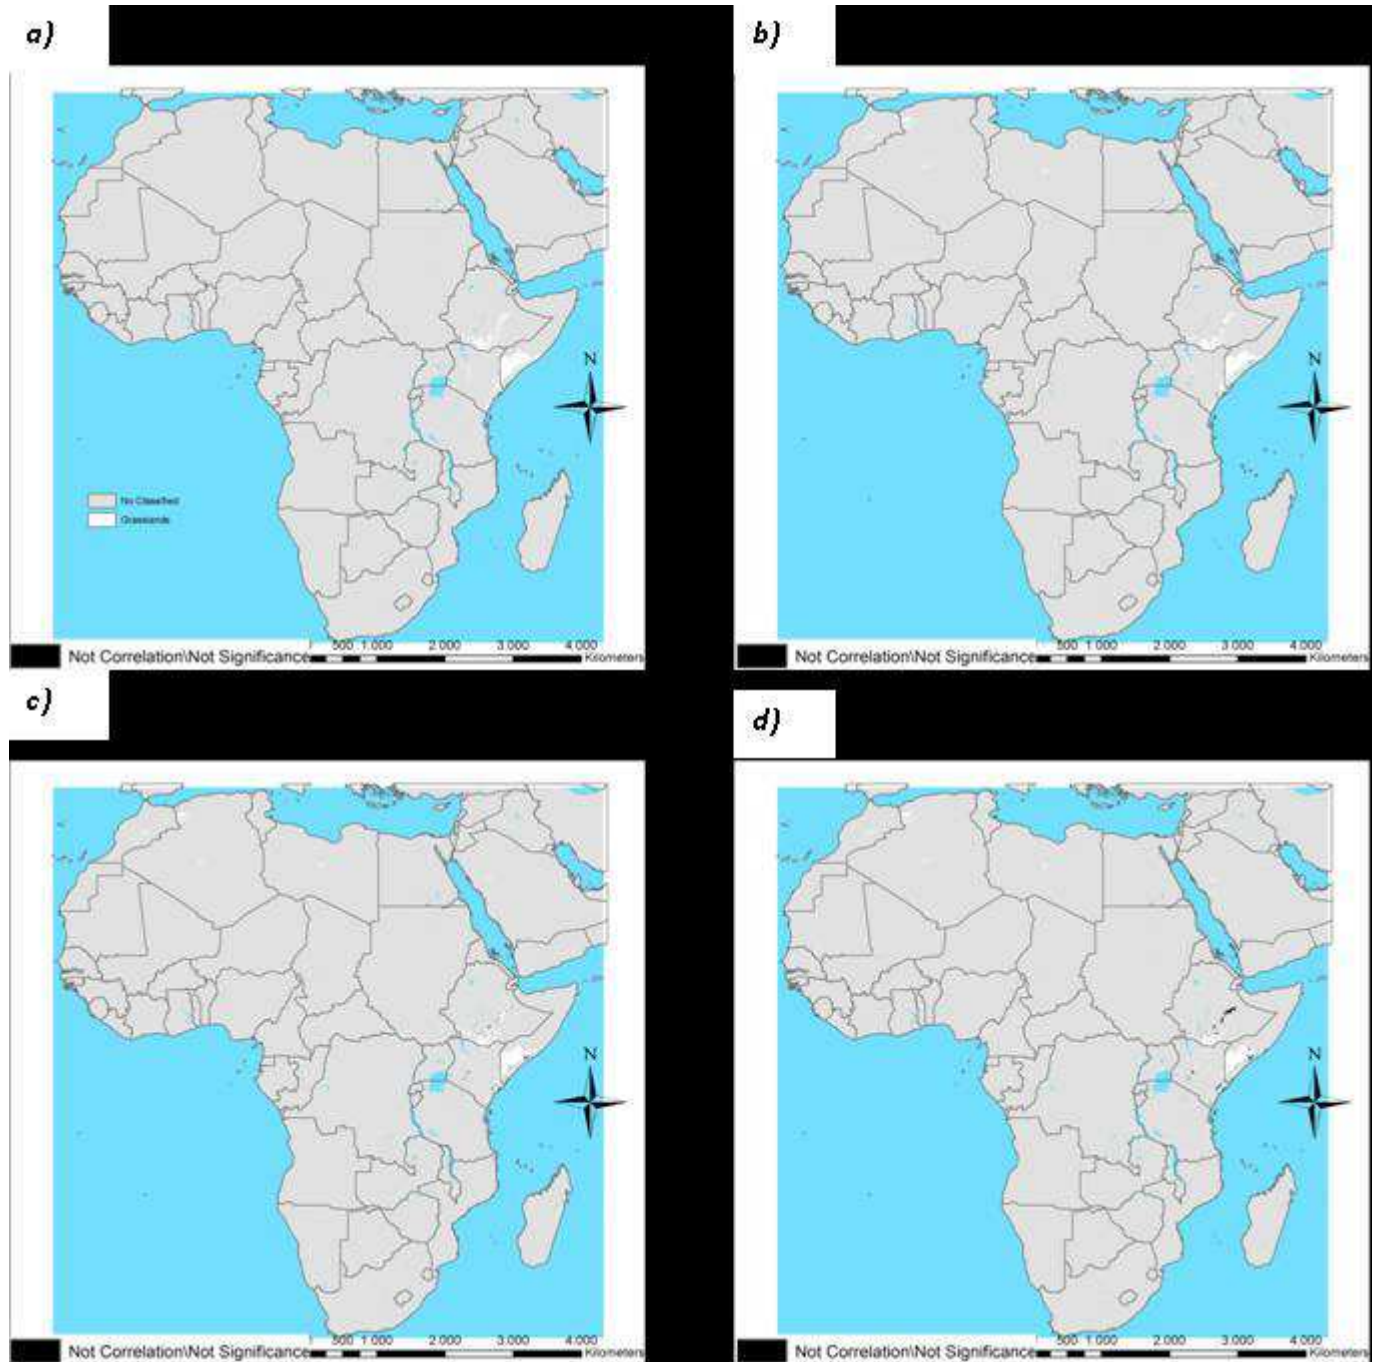 a)
b)
N
N
No Classified
Grasslands
500 1 000 2 000 3 000 4 000
500 1 000 2 000 3 000 4 000
Not Correlation\Not Significance
Kilometers
Not Correlation\Not Significance
Kilometers
c)
d)
N
N
500 1 000 2 000 3 000 4 000
500 1 000 2 000 3 000 4 000
Not Correlation\Not Significance
Kilometers
Not Correlation\Not Significance
Kilometers